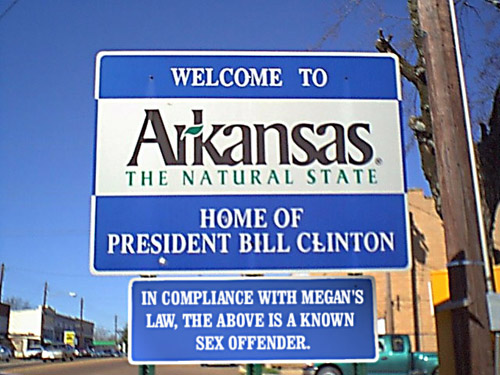 WELCOME TO
Arkansas®
THE NATURAL STATE
HOME OF
PRESIDENT BILL CLINTON
IN COMPLIANCE WITH MEGAN'S
LAW, THE ABOVE IS A KNOWN
SEX OFFENDER.